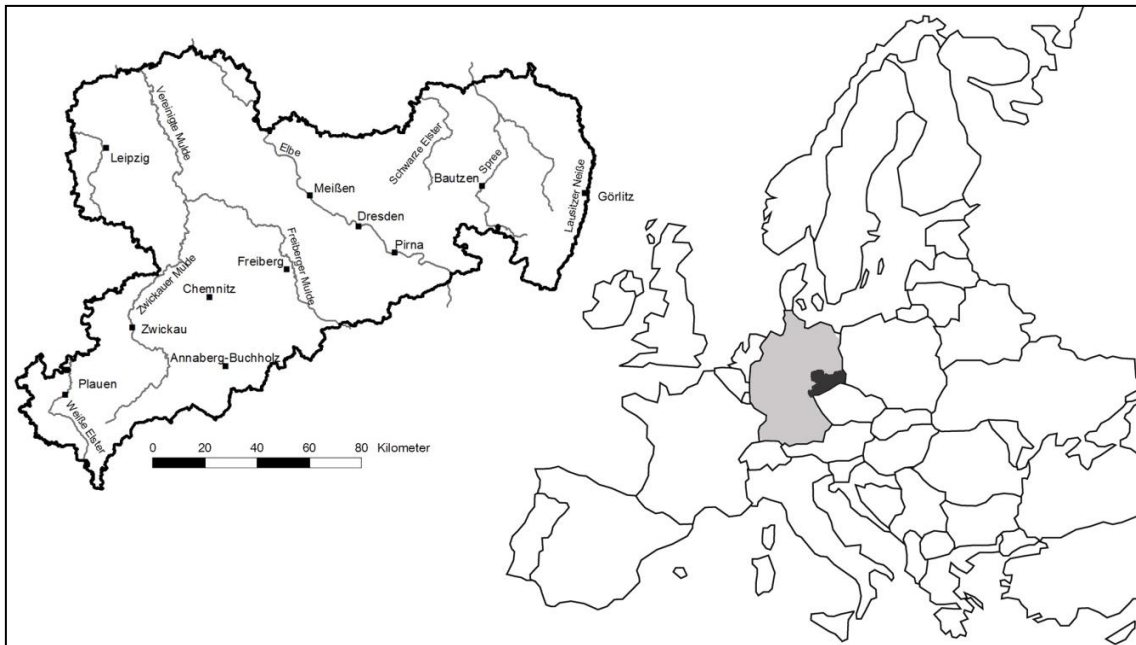 Vereinigte Mulde
Leipzig
Elbe
Meißen
Dresden
Pirna
Schwarze Elster
Bautzen
Spree
Lausitzer Neiße
Görlitz
Freiberg
Freiberger Mulde
Chemnitz
Zwickauer Mulde
Zwickau
Annaberg-Buchholz
Plauen
Weiße Elster
0 20 40 60 80 Kilometer